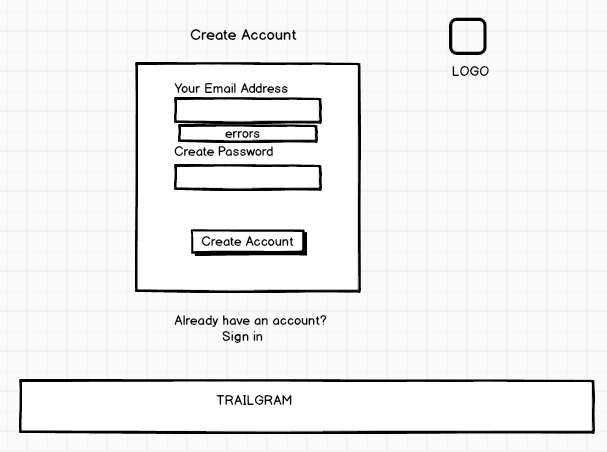 Create Account
LOGO
Your Email Address
errors
Create Password
Create Account
Already have an account?
Sign in
TRAILGRAM